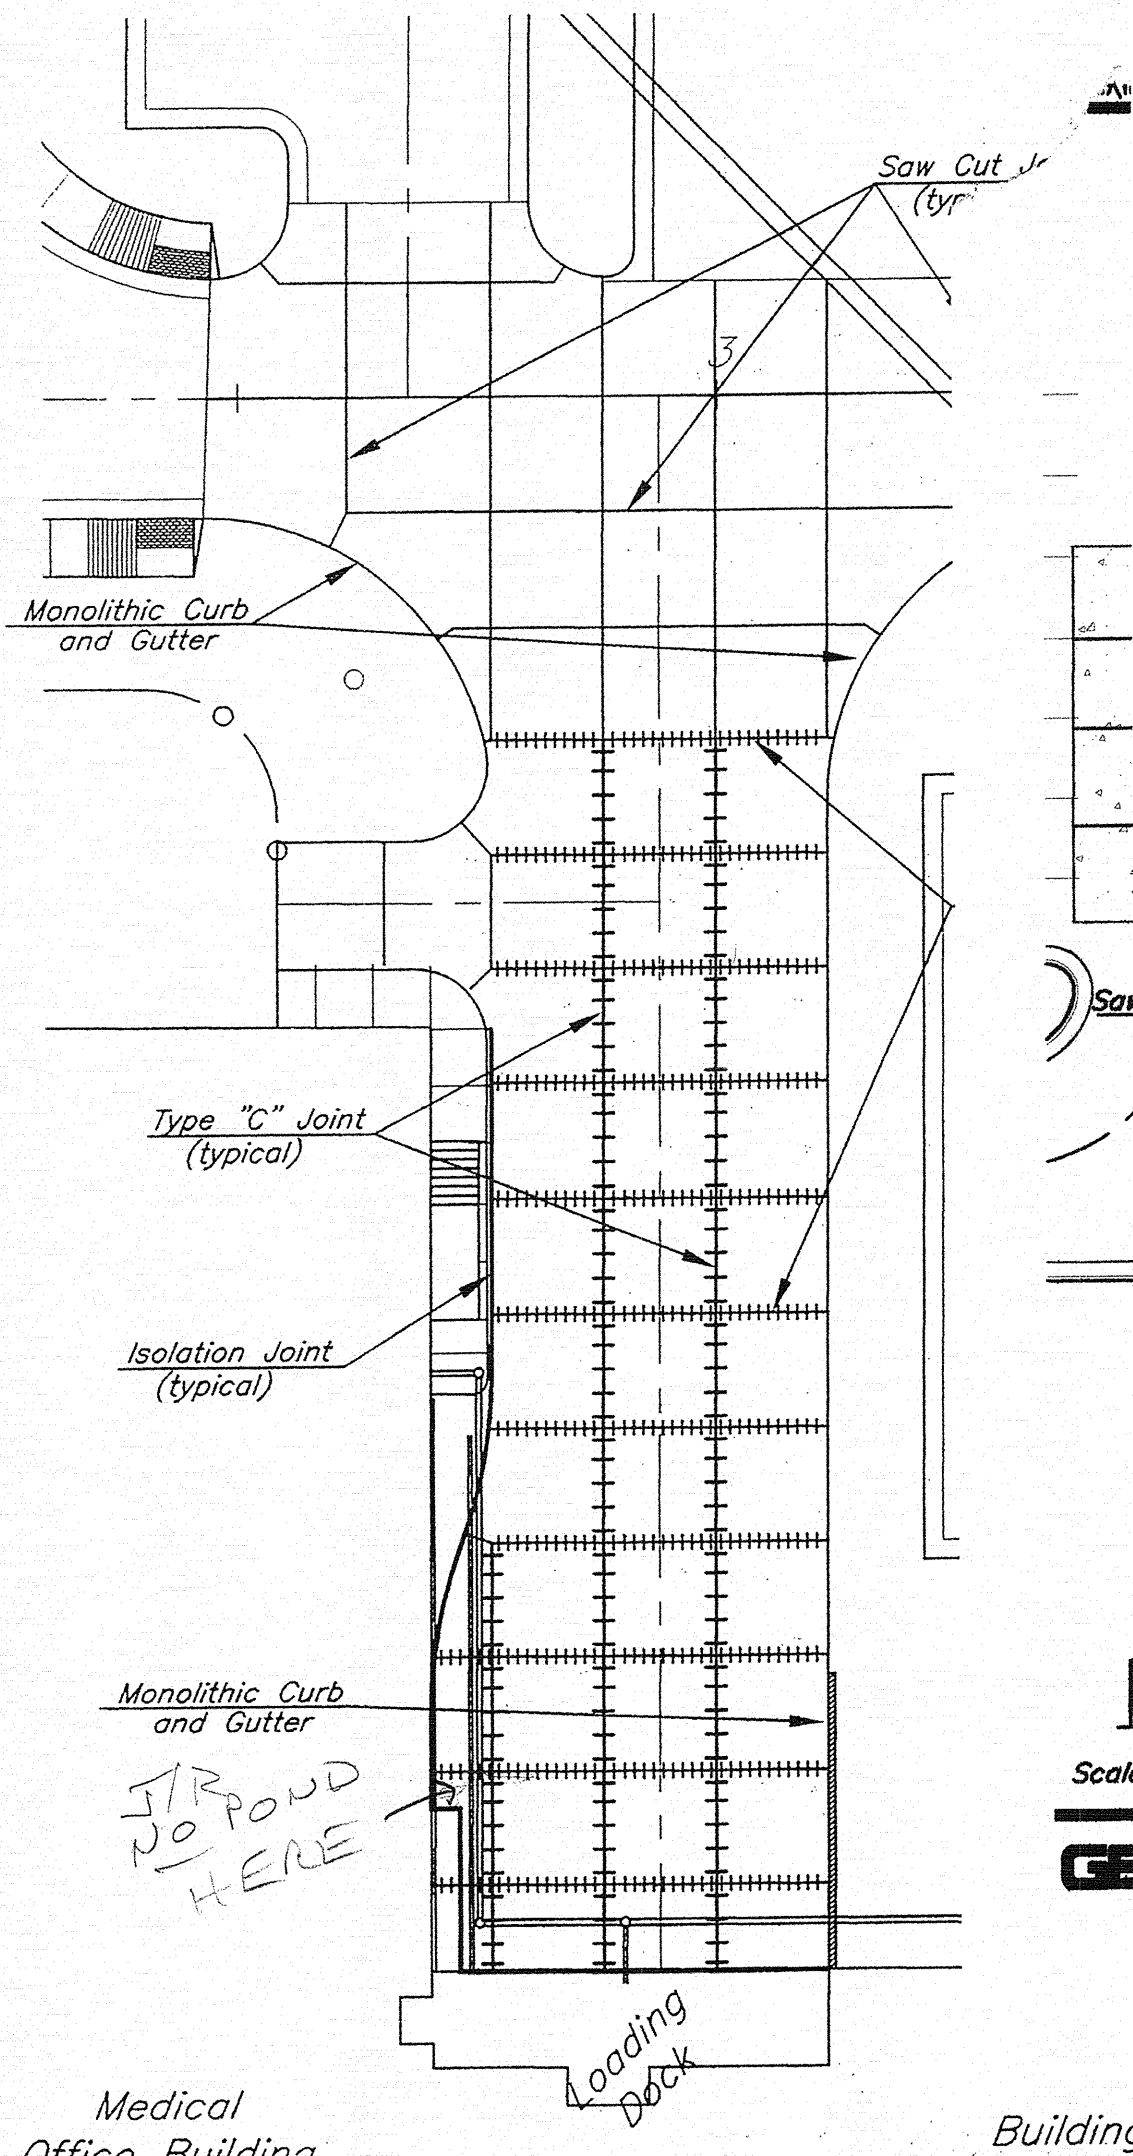 Saw Cut
3
Monolithic Curb
and Gutter
Type "C" Joint
(typical)
Isolation Joint
(typical)
Monolithic Curb
and Gutter
NO POND
HERE
Loading
Dock
Medical
Office Building
Building